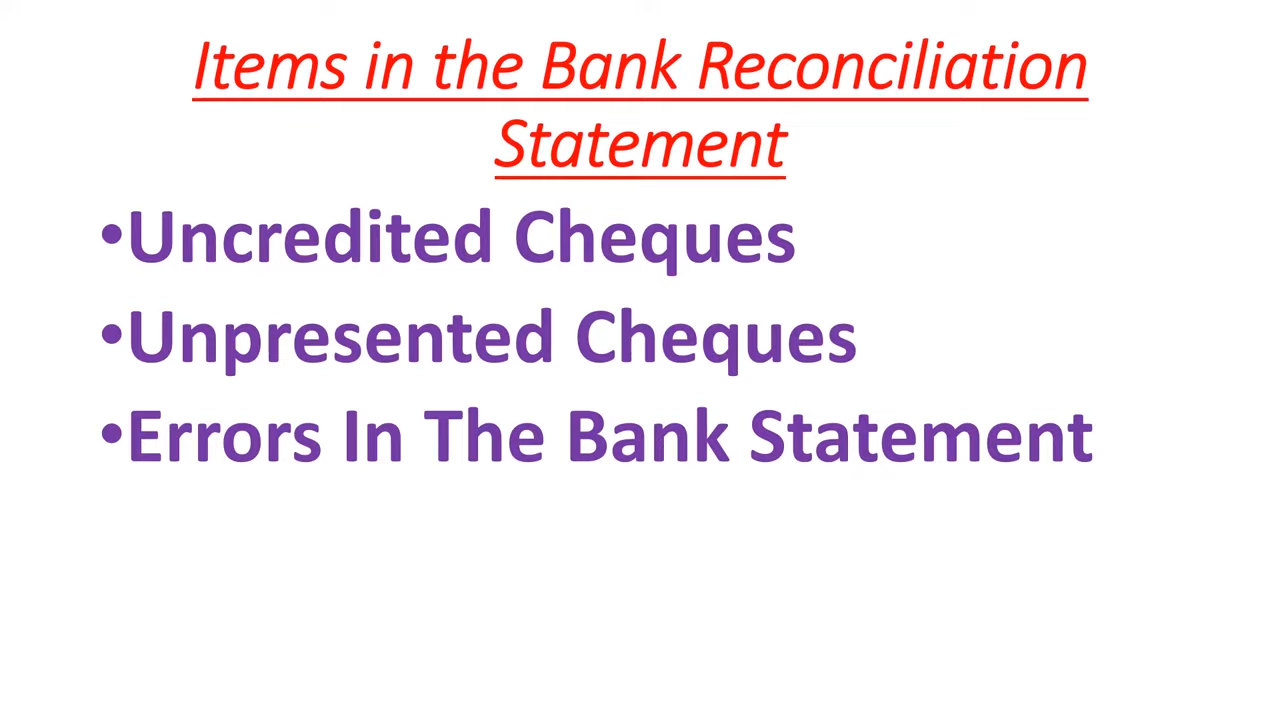 Items in the Bank Reconciliation
Statement
•Uncredited Cheques
•Unpresented Cheques
•Errors In The Bank Statement